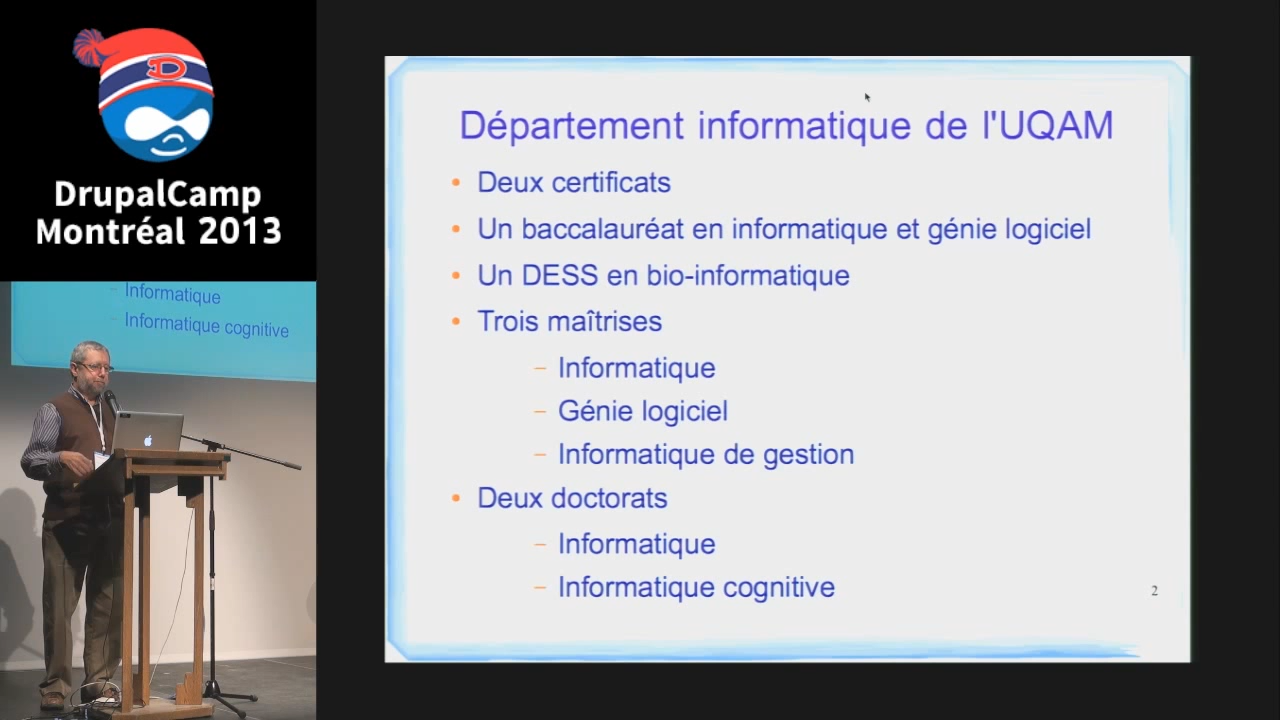 DrupalCamp
Montréal 2013
– Informatique
– Informatique cognitive
Département informatique de l'UQAM
• Deux certificats
• Un baccalauréat en informatique et génie logiciel
• Un DESS en bio-informatique
• Trois maîtrises
– Informatique
– Génie logiciel
– Informatique de gestion
• Deux doctorats
– Informatique
– Informatique cognitive
2